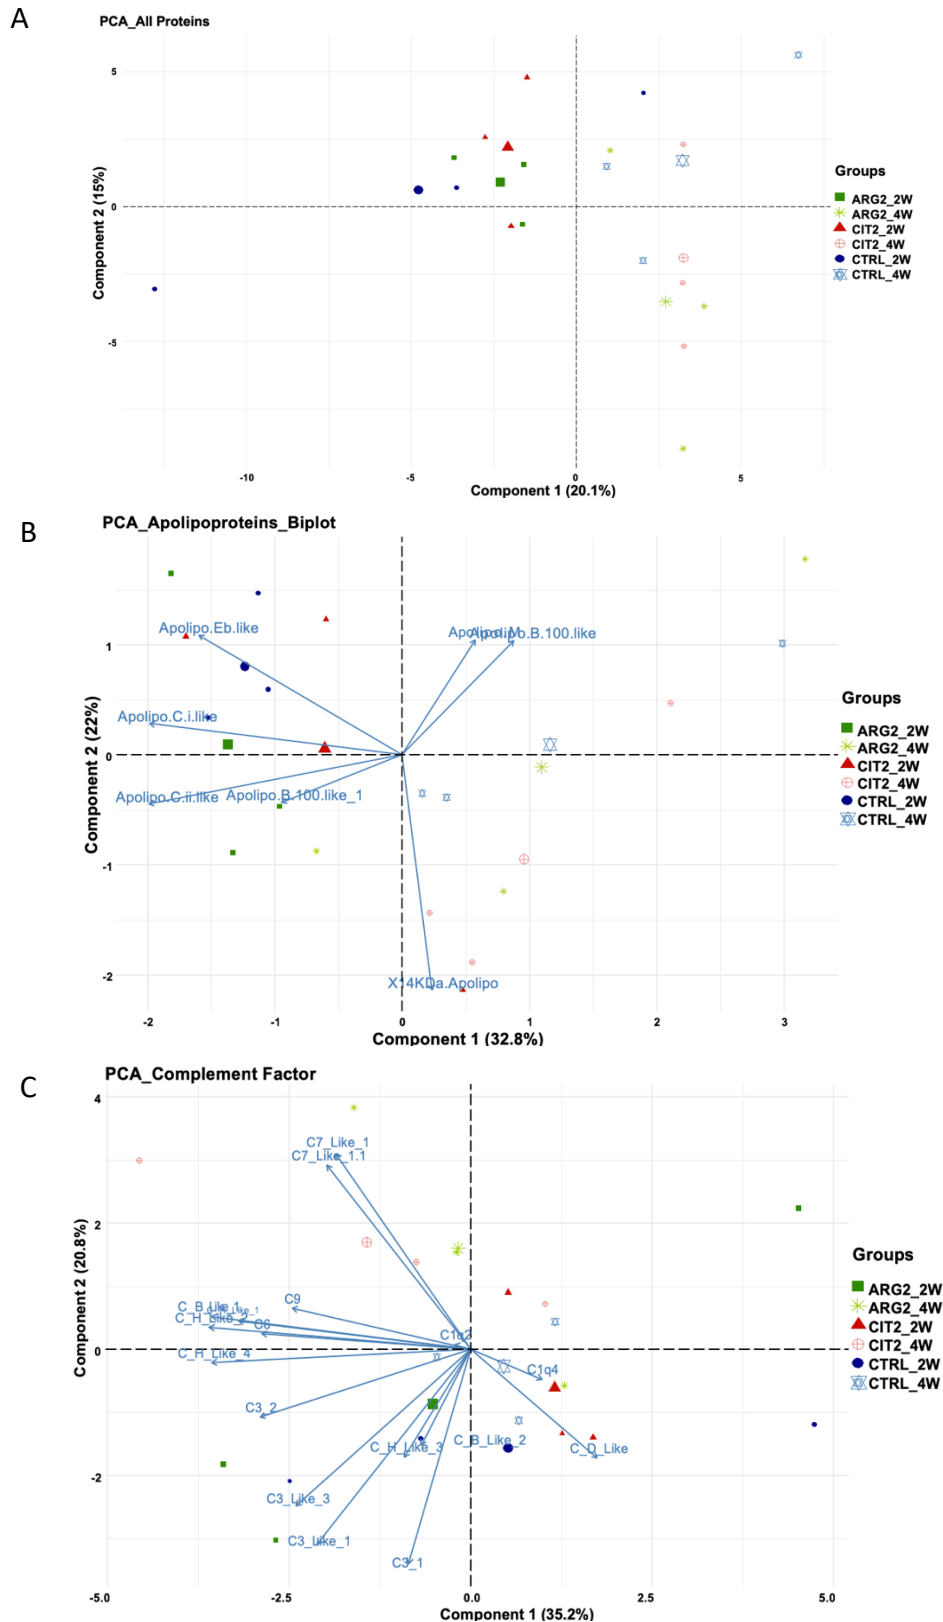 A
PCA_All Proteins
Component 2 (15%)
5
0
-5
-10
-5
0
5
Component 1 (20.1%)
Groups
ARG2_2W
ARG2_4W
CIT2_2W
CIT2_4W
CTRL_2W
CTRL_4W
B
PCA_Apolipoproteins_Biplot
Component 2 (22%)
1
0
-1
-2
Apolipo.Eb.like
Apolipo.B.100.like
Apolipo.C.i.like
Apolipo.C.ii.like
Apolipo.B.100.like_1
X14KDa.Apolipo
-2
-1
0
1
2
3
Component 1 (32.8%)
Groups
ARG2_2W
ARG2_4W
CIT2_2W
CIT2_4W
CTRL_2W
CTRL_4W
C
PCA_Complement Factor
Component 2 (20.8%)
4
2
0
-2
C7_Like_1
C7_Like_1.1
C9
C_B_Like_1
C_H_Like_2
C6
C1q2
C_H_Like_4
C1q4
C3_2
C_H_Like_3
C_B_Like_2
C_D_Like
C3_Like_3
C3_Like_1
C3_1
-5.0
-2.5
0.0
2.5
5.0
Component 1 (35.2%)
Groups
ARG2_2W
ARG2_4W
CIT2_2W
CIT2_4W
CTRL_2W
CTRL_4W